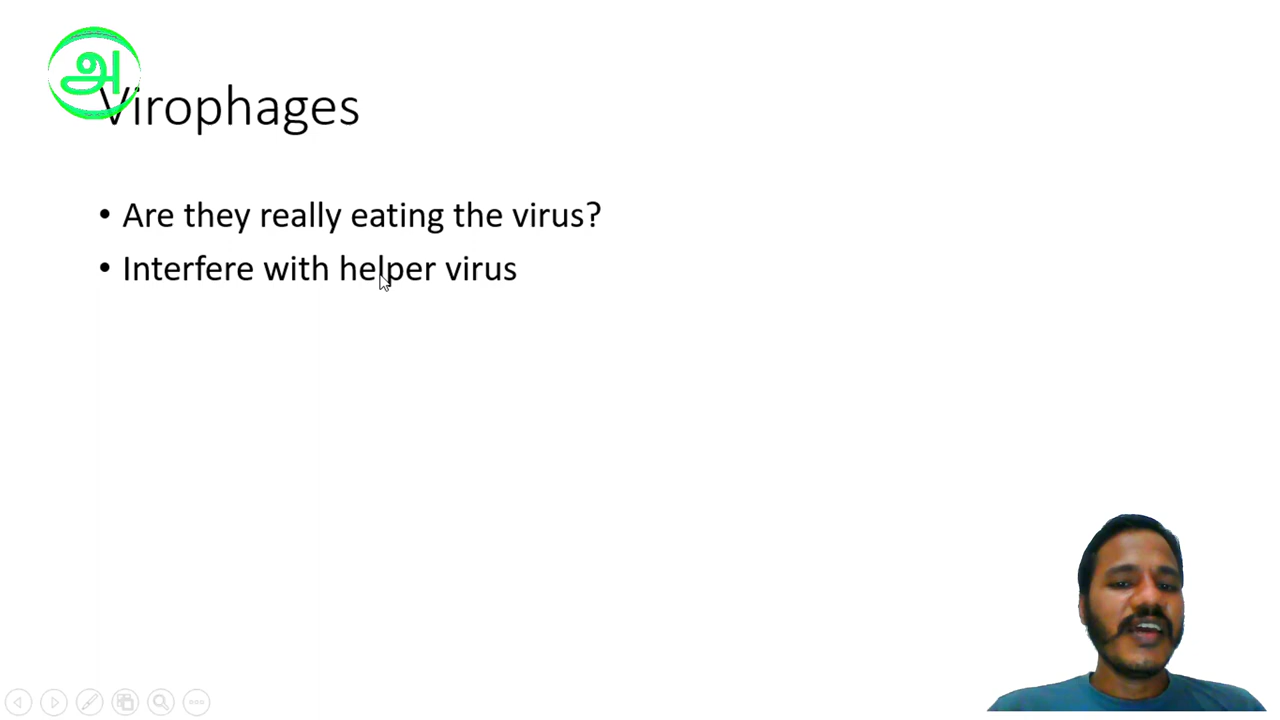 அ
Virophages
• Are they really eating the virus?
• Interfere with helper virus